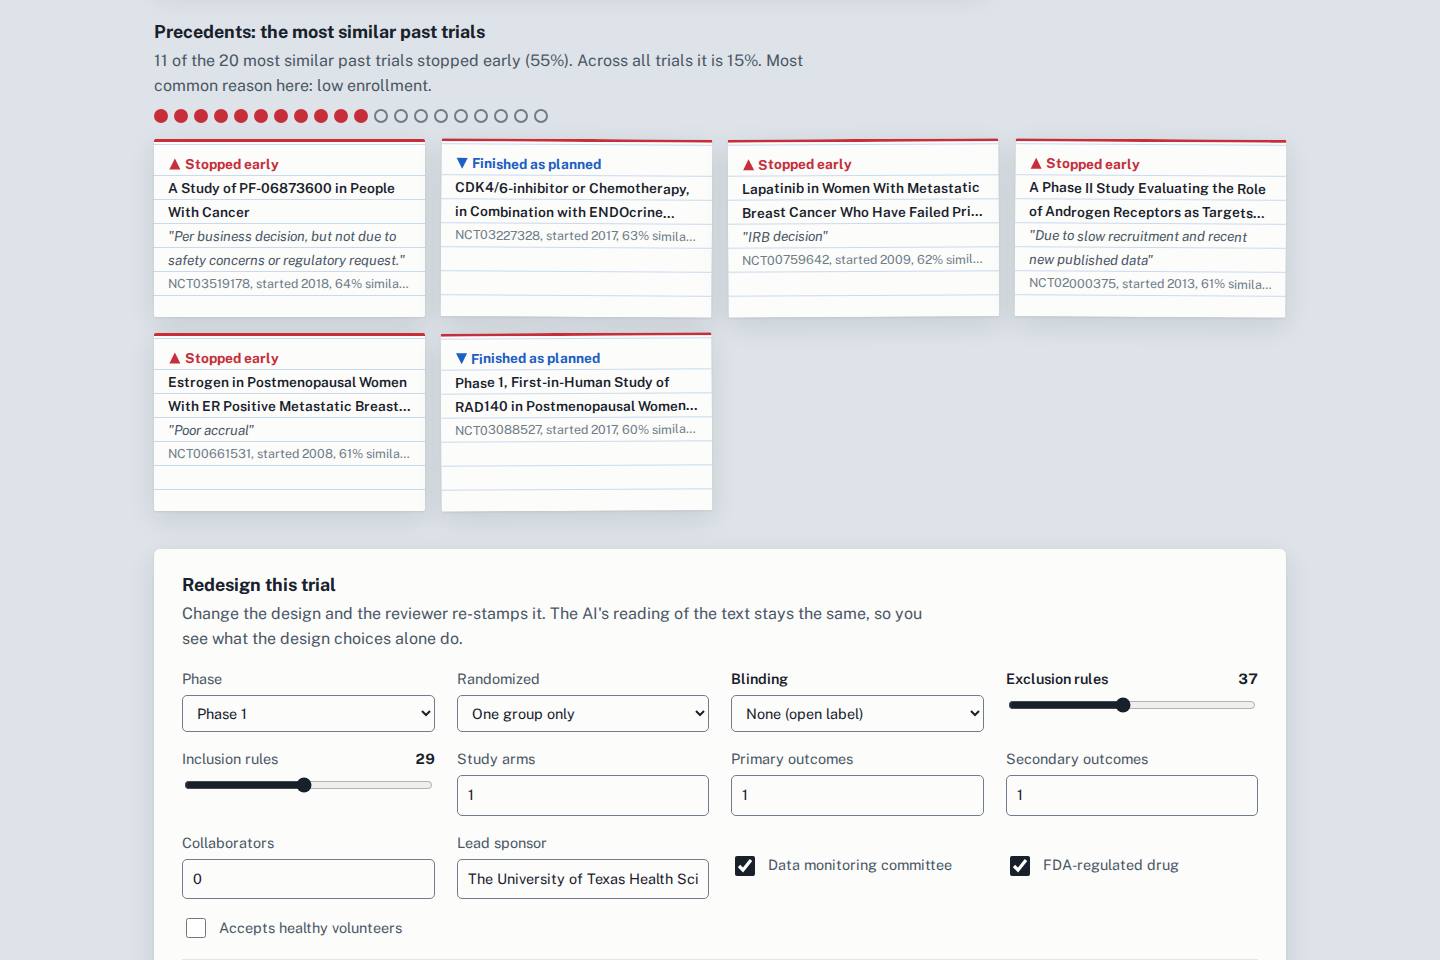 Precedents: the most similar past trials
11 of the 20 most similar past trials stopped early (55%). Across all trials it is 15%. Most
common reason here: low enrollment.
▲ Stopped early
A Study of PF-06873600 in People
With Cancer
"Per business decision, but not due to
safety concerns or regulatory request."
NCT03519178, started 2018, 64% simila...
▼ Finished as planned
CDK4/6-inhibitor or Chemotherapy,
in Combination with ENDOcrine...
NCT03227328, started 2017, 63% simila...
▲ Stopped early
Lapatinib in Women With Metastatic
Breast Cancer Who Have Failed Pri...
"IRB decision"
NCT00759642, started 2009, 62% simil...
▲ Stopped early
A Phase II Study Evaluating the Role
of Androgen Receptors as Targets...
"Due to slow recruitment and recent
new published data"
NCT02000375, started 2013, 61% simila...
▲ Stopped early
Estrogen in Postmenopausal Women
With ER Positive Metastatic Breast...
"Poor accrual"
NCT00661531, started 2008, 61% simila...
▼ Finished as planned
Phase 1, First-in-Human Study of
RAD140 in Postmenopausal Women...
NCT03088527, started 2017, 60% simila...
Redesign this trial
Change the design and the reviewer re-stamps it. The AI's reading of the text stays the same, so you
see what the design choices alone do.
Phase
Phase 1
Randomized
One group only
Blinding
None (open label)
Exclusion rules 37
Inclusion rules 29
Study arms
1
Primary outcomes
1
Secondary outcomes
1
Collaborators
0
Lead sponsor
The University of Texas Health Sci
Data monitoring committee
FDA-regulated drug
Accepts healthy volunteers